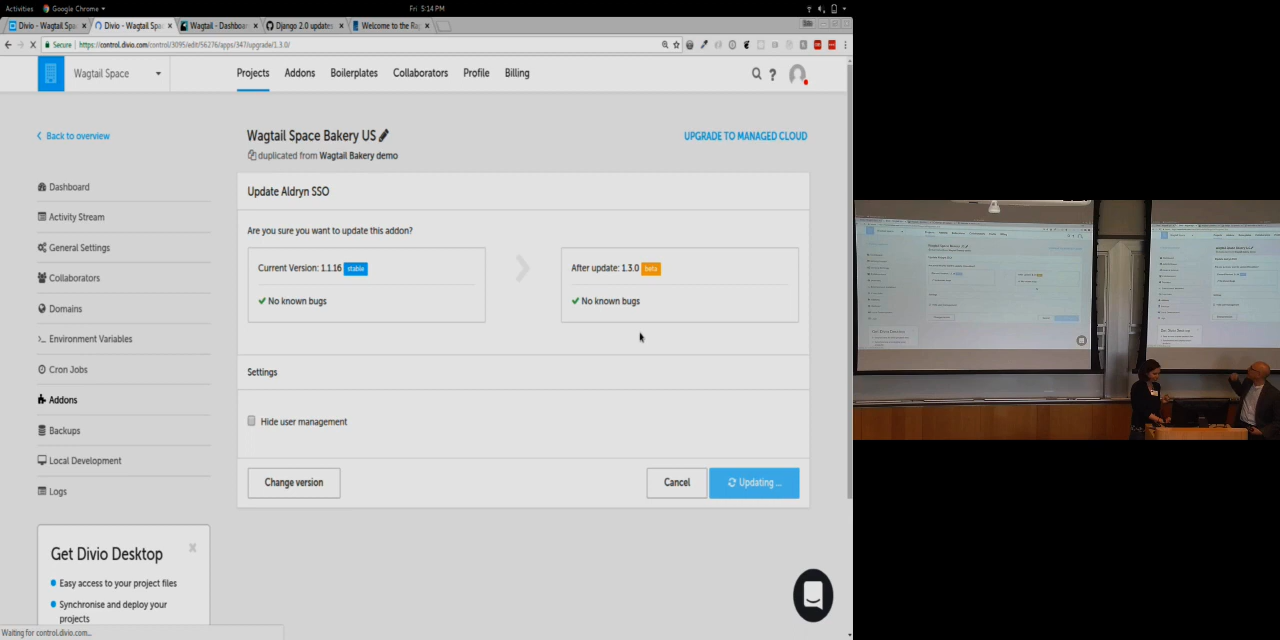 Activities
Google Chrome
Fri 5:14 PM
Divio - Wagtail Spac
Divio - Wagtail Spac
Wagtail - Dashboar
Django 2.0 updates
Welcome to the Ra
Secure
https://control.divio.com/control/3095/edit/56276/apps/347/upgrade/1.3.0/
Wagtail Space
Projects
Addons
Boilerplates
Collaborators
Profile
Billing
Back to overview
Wagtail Space Bakery US
UPGRADE TO MANAGED CLOUD
duplicated from Wagtail Bakery demo
Dashboard
Activity Stream
General Settings
Collaborators
Domains
Environment Variables
Cron Jobs
Addons
Backups
Local Development
Logs
Update Aldryn SSO
Are you sure you want to update this addon?
Current Version: 1.1.16 stable
No known bugs
After update: 1.3.0 beta
No known bugs
Settings
Hide user management
Change version
Cancel
Updating ...
Get Divio Desktop
Easy access to your project files
Synchronise and deploy your
projects
Waiting for control.divio.com...